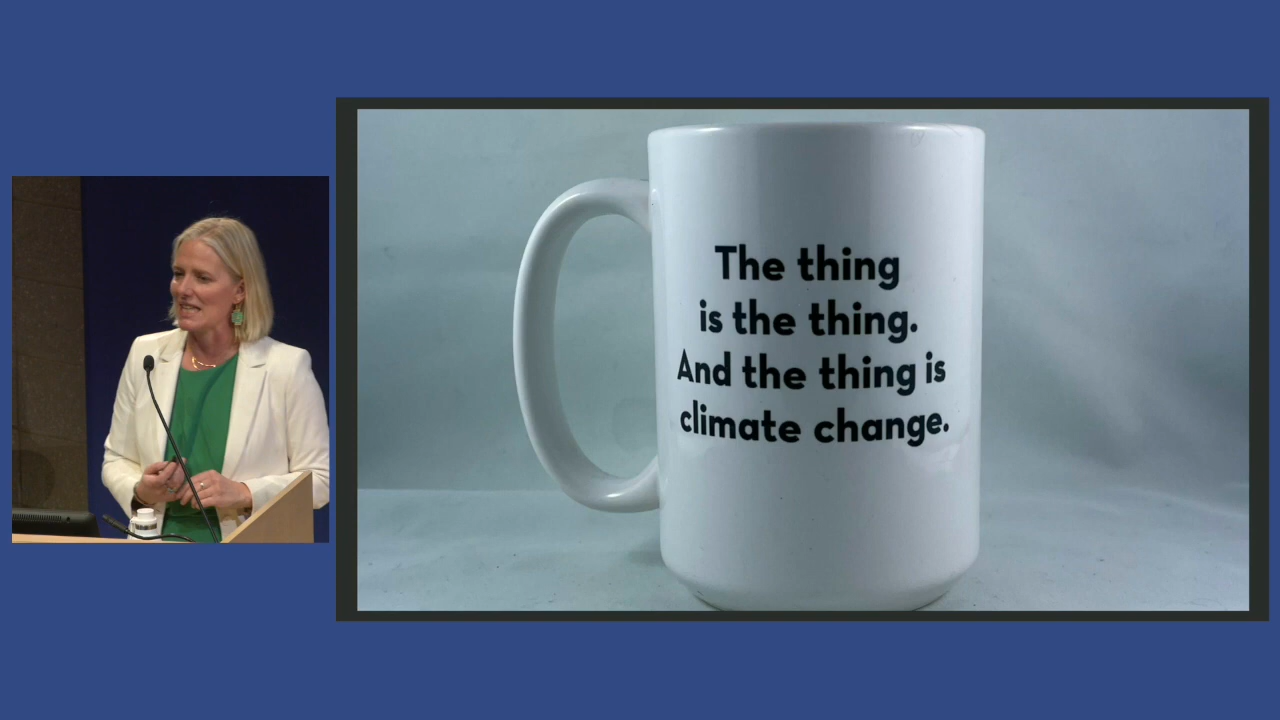 The thing
is the thing.
And the thing is
climate change.